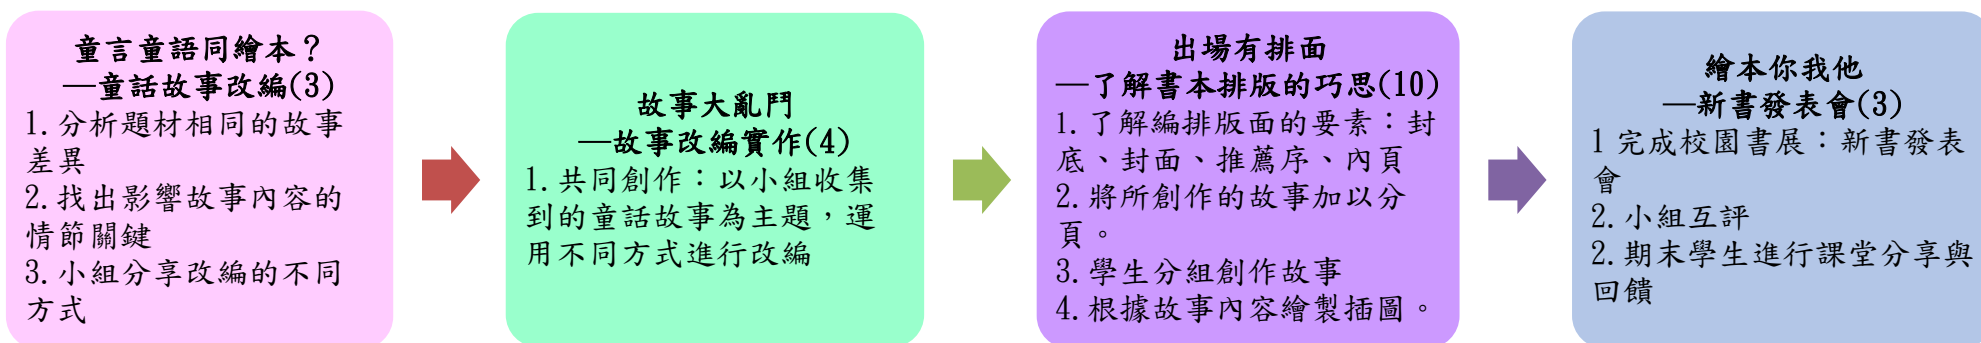 童言童語同繪本？
—童話故事改編(3)
1.分析題材相同的故事
差異
2.找出影響故事內容的
情節關鍵
3.小組分享改編的不同
方式
故事大亂鬥
—故事改編實作(4)
1.共同創作：以小組收集
到的童話故事為主題，運
用不同方式進行改編
出場有排面
—了解書本排版的巧思(10)
1.了解編排版面的要素：封
底、封面、推薦序、內頁
2.將所創作的故事加以分
頁。
3.學生分組創作故事
4.根據故事內容繪製插圖。
繪本你我他
—新書發表會(3)
1 完成校園書展：新書發表
會
2.小組互評
2.期末學生進行課堂分享與
回饋